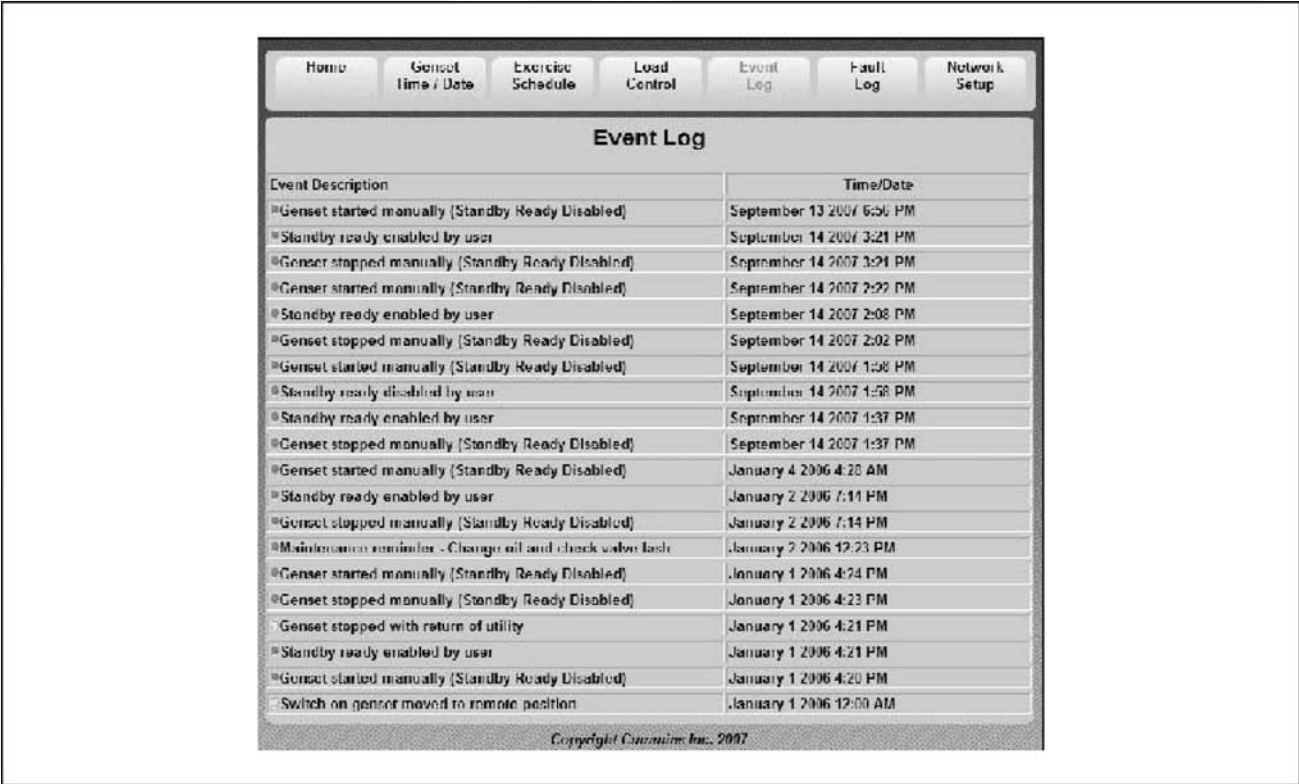 Home
Genset
Time / Date
Exercise
Schedule
Load
Control
Event
Log
Fault
Log
Network
Setup
Event Log
Event Description Time/Date
Genset started manually (Standby Ready Disabled) September 13 2007 6:56 PM
Standby ready enabled by user September 14 2007 3:21 PM
Genset stopped manually (Standby Ready Disabled) September 14 2007 3:21 PM
Genset started manually (Standby Ready Disabled) September 14 2007 2:22 PM
Standby ready enabled by user September 14 2007 2:08 PM
Genset stopped manually (Standby Ready Disabled) September 14 2007 2:02 PM
Genset started manually (Standby Ready Disabled) September 14 2007 1:58 PM
Standby ready disabled by user September 14 2007 1:58 PM
Standby ready enabled by user September 14 2007 1:37 PM
Genset stopped manually (Standby Ready Disabled) September 14 2007 1:37 PM
Genset started manually (Standby Ready Disabled) January 4 2006 4:28 AM
Standby ready enabled by user January 2 2006 7:14 PM
Genset stopped manually (Standby Ready Disabled) January 2 2006 7:14 PM
Maintenance reminder - Change oil and check valve lash January 2 2006 12:23 PM
Genset started manually (Standby Ready Disabled) January 1 2006 4:24 PM
Genset stopped manually (Standby Ready Disabled) January 1 2006 4:23 PM
Genset stopped with return of utility January 1 2006 4:21 PM
Standby ready enabled by user January 1 2006 4:21 PM
Genset started manually (Standby Ready Disabled) January 1 2006 4:20 PM
Switch on genset moved to remote position January 1 2006 12:00 AM
Copyright Cummins Inc. 2007